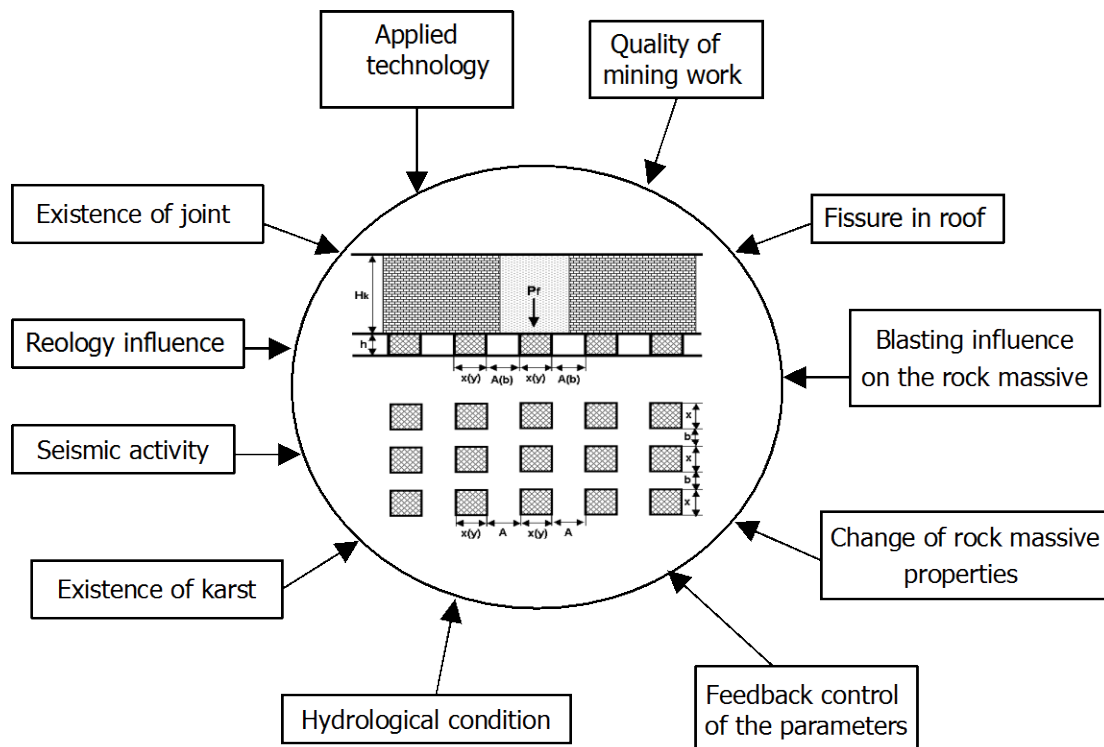 Applied
technology
Quality of
mining work
Existence of joint
Fissure in roof
Reology influence
Blasting influence
on the rock massive
Seismic activity
Existence of karst
Change of rock massive
properties
Hydrological condition
Feedback control
of the parameters
Hk
Pf
h
x(y) A(b) x(y) A(b)
x
b
x
b
x
x(y) A x(y) A